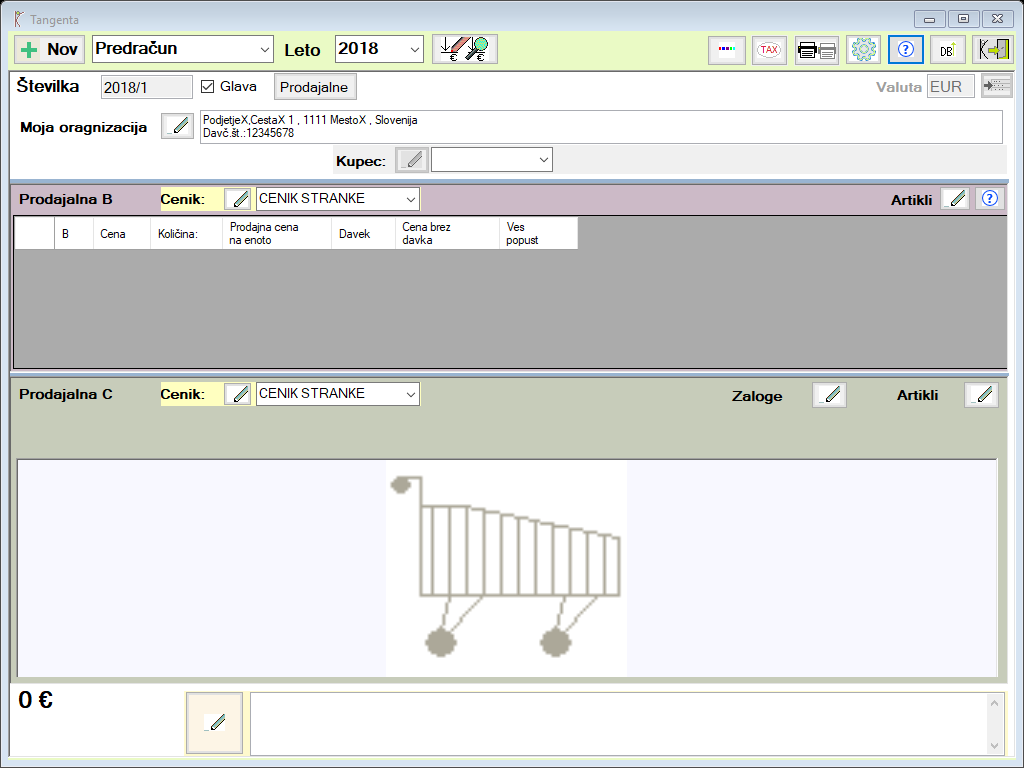 Tangenta
Nov
Predračun
Leto
2018
€ €
TAX
?
DB
Številka
2018/1
Glava
Prodajalne
Valuta
EUR
Moja oragnizacija
PodjetjeX,CestaX 1 , 1111 MestoX , Slovenija
Davč.št.:12345678
Kupec:
Prodajalna B
Cenik:
CENIK STRANKE
Artikli
?
B
Cena
Količina:
Prodajna cena
na enoto
Davek
Cena brez
davka
Ves
popust
Prodajalna C
Cenik:
CENIK STRANKE
Zaloge
Artikli
0 €